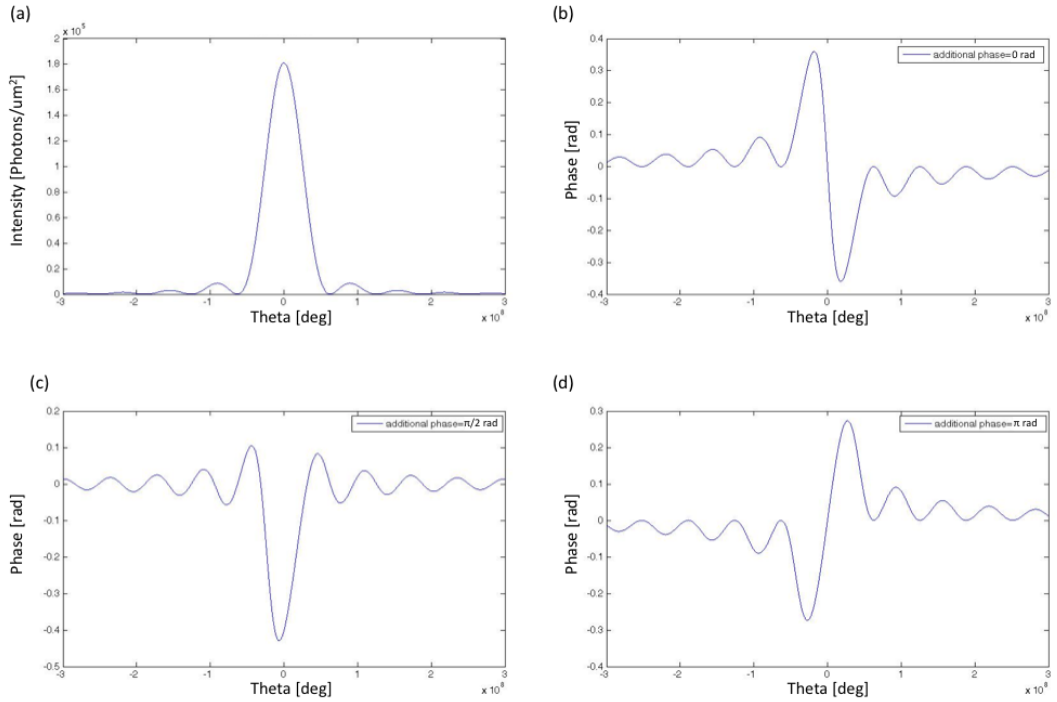 (a)
x 10⁵
2
1.8
1.6
1.4
1.2
1
0.8
0.6
0.4
0.2
0
Intensity [Photons/um²]
-3 -2 -1 0 1 2 3
Theta [deg]
x 10⁸
(b)
additional phase=0 rad
0.4
0.3
0.2
0.1
0
-0.1
-0.2
-0.3
-0.4
Phase [rad]
-3 -2 -1 0 1 2 3
Theta [deg]
x 10⁸
(c)
additional phase=π/2 rad
0.2
0.1
0
-0.1
-0.2
-0.3
-0.4
-0.5
Phase [rad]
-3 -2 -1 0 1 2 3
Theta [deg]
x 10⁸
(d)
additional phase=π rad
0.3
0.2
0.1
0
-0.1
-0.2
-0.3
-0.4
Phase [rad]
-3 -2 -1 0 1 2 3
Theta [deg]
x 10⁸